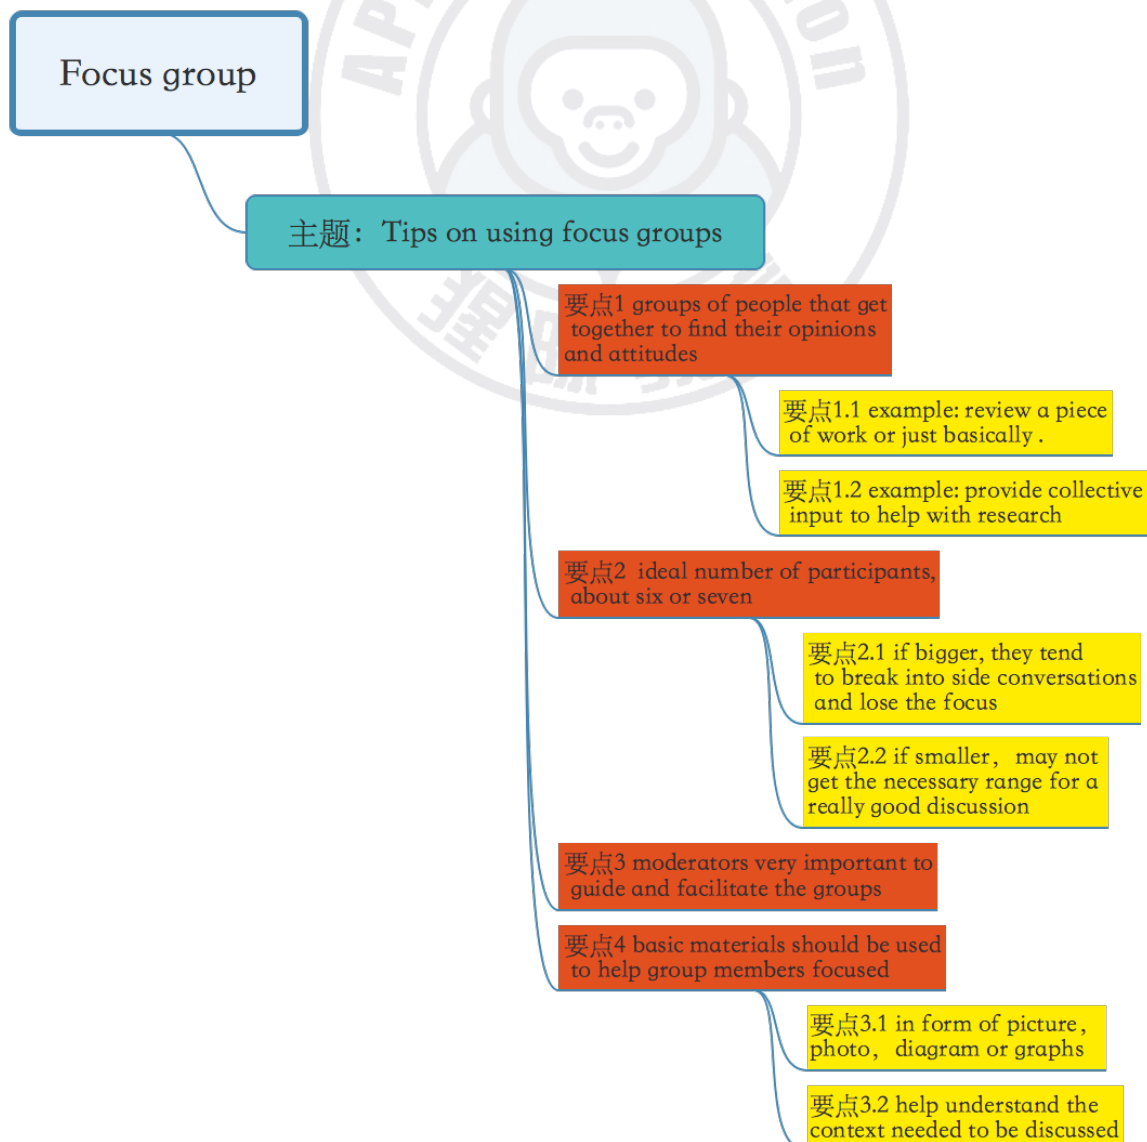 Focus group
主题：Tips on using focus groups
要点1 groups of people that get
together to find their opinions
and attitudes
要点1.1 example: review a piece
of work or just basically .
要点1.2 example: provide collective
input to help with research
要点2 ideal number of participants,
about six or seven
要点2.1 if bigger, they tend
to break into side conversations
and lose the focus
要点2.2 if smaller，may not
get the necessary range for a
really good discussion
要点3 moderators very important to
guide and facilitate the groups
要点4 basic materials should be used
to help group members focused
要点3.1 in form of picture，
photo，diagram or graphs
要点3.2 help understand the
context needed to be discussed